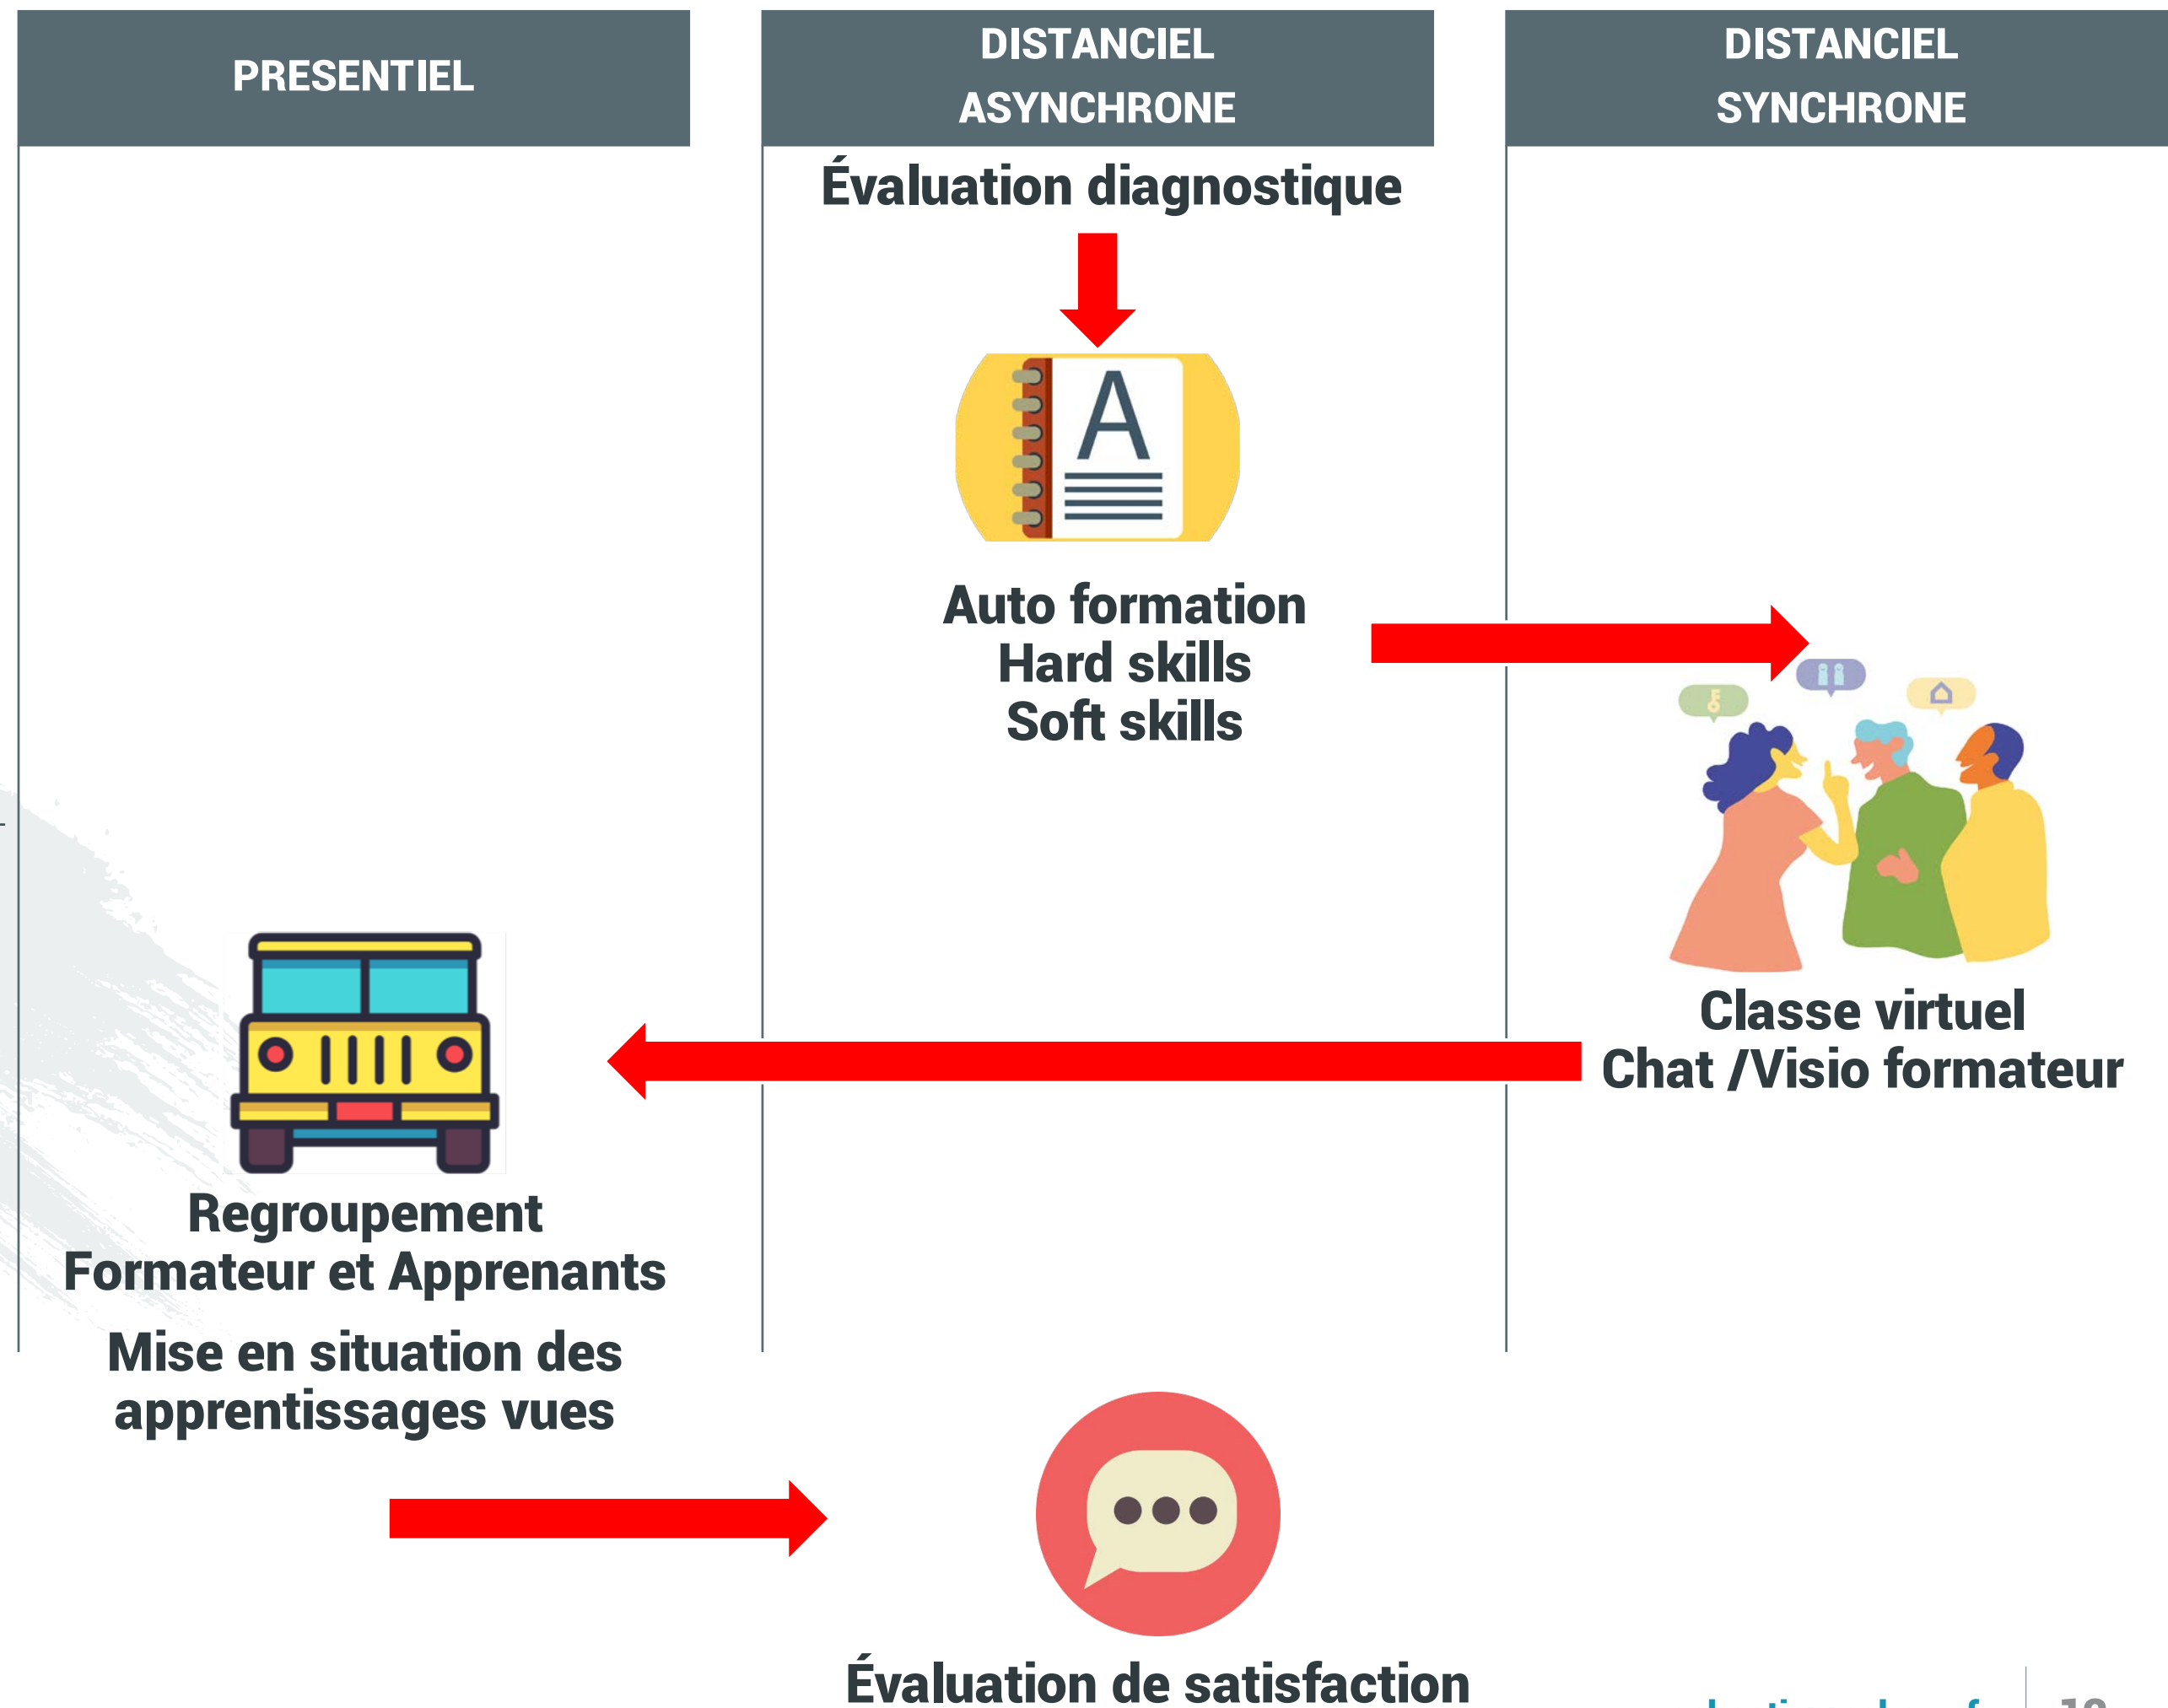 PRESENTIEL
DISTANCIEL
ASYNCHRONE
DISTANCIEL
SYNCHRONE
Évaluation diagnostique
A
Auto formation
Hard skills
Soft skills
Classe virtuel
Chat /Visio formateur
Regroupement
Formateur et Apprenants
Mise en situation des
apprentissages vues
Évaluation de satisfaction